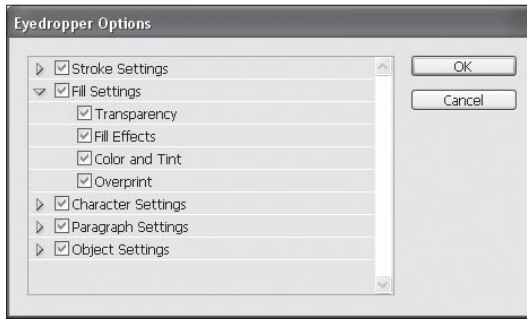 Eyedropper Options
Stroke Settings
Fill Settings
Transparency
Fill Effects
Color and Tint
Overprint
Character Settings
Paragraph Settings
Object Settings
OK
Cancel